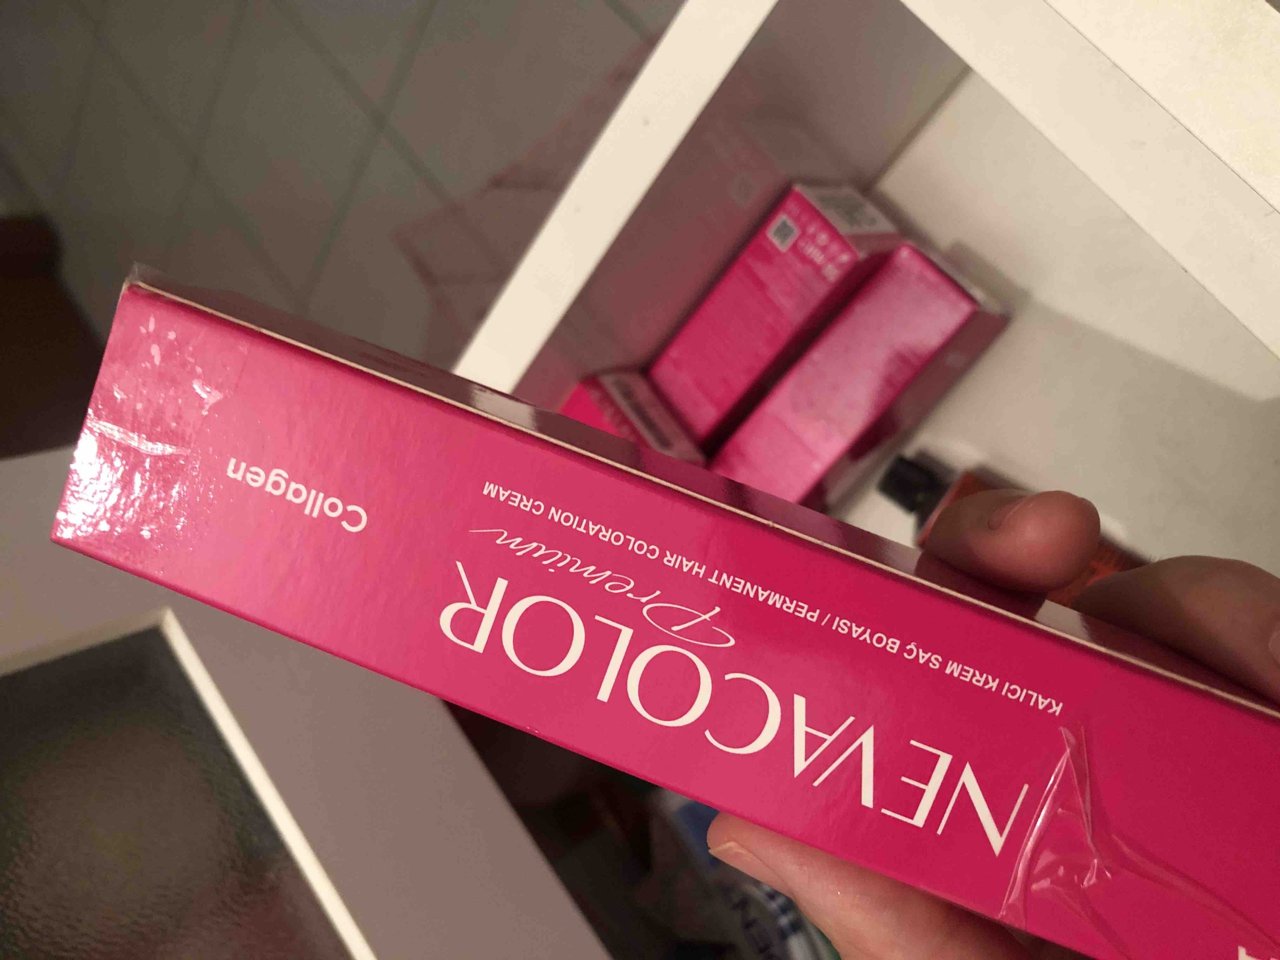 NEVACOLOR
Premium
KALICI KREM SAÇ BOYASI / PERMANENT HAIR COLORATION CREAM
Collagen